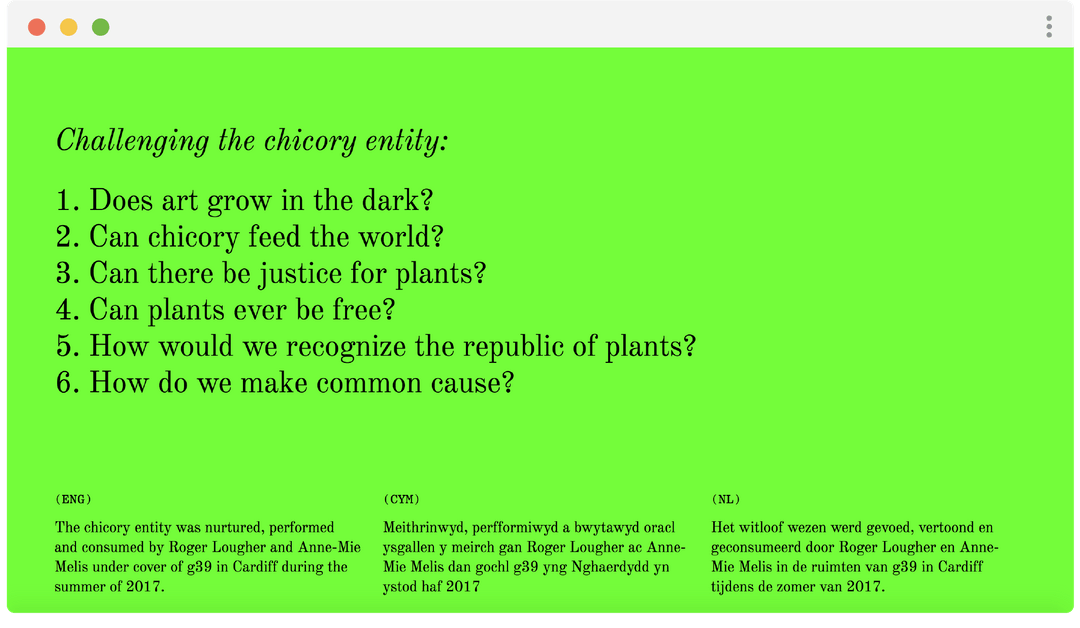 Challenging the chicory entity:
1. Does art grow in the dark?
2. Can chicory feed the world?
3. Can there be justice for plants?
4. Can plants ever be free?
5. How would we recognize the republic of plants?
6. How do we make common cause?
(ENG)
The chicory entity was nurtured, performed
and consumed by Roger Lougher and Anne-Mie
Melis under cover of g39 in Cardiff during the
summer of 2017.
(CYM)
Meithrinwyd, perfformiwyd a bwytawyd oracl
ysgallen y meirch gan Roger Lougher ac Anne-
Mie Melis dan gochl g39 yng Nghaerdydd yn
ystod haf 2017
(NL)
Het witloof wezen werd gevoed, vertoond en
geconsumeerd door Roger Lougher en Anne-
Mie Melis in de ruimten van g39 in Cardiff
tijdens de zomer van 2017.